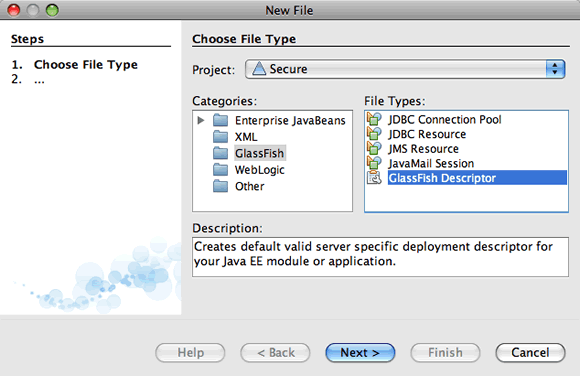 New File
Steps
1. Choose File Type
2. ...
Choose File Type
Project: Secure
Categories:
Enterprise JavaBeans
XML
GlassFish
WebLogic
Other
File Types:
JDBC Connection Pool
JDBC Resource
JMS Resource
JavaMail Session
GlassFish Descriptor
Description:
Creates default valid server specific deployment descriptor for
your Java EE module or application.
Help
< Back
Next >
Finish
Cancel